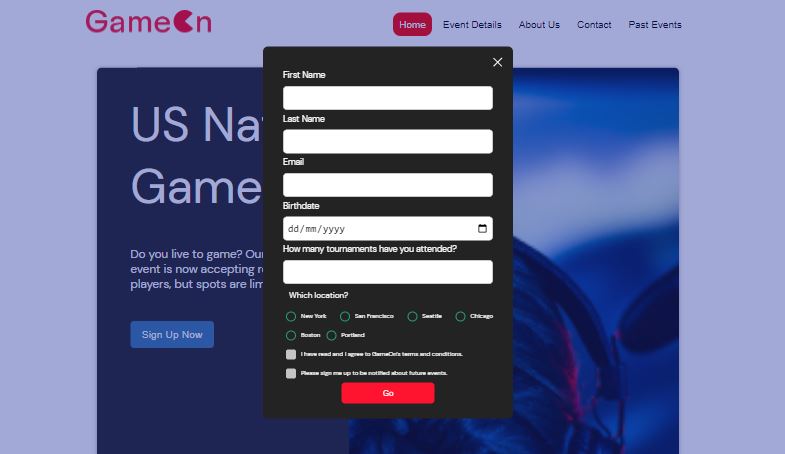 GameOn
Home Event Details About Us Contact Past Events
US Na
Game
Do you live to game? Ou
event is now accepting r
players, but spots are lim
Sign Up Now
First Name
Last Name
Email
Birthdate
dd/mm/yyyy
How many tournaments have you attended?
Which location?
New York San Francisco Seattle Chicago
Boston Portland
I have read and I agree to GameOn's terms and conditions.
Please sign me up to be notified about future events.
Go